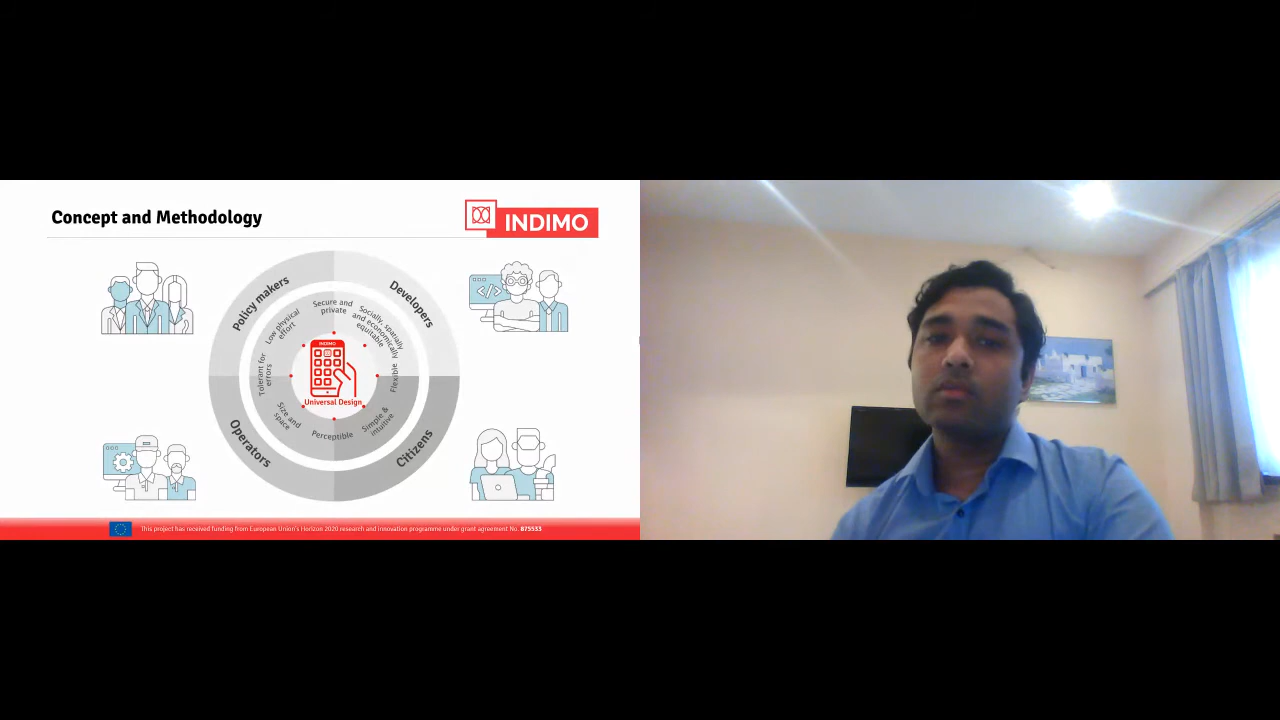 Concept and Methodology
INDIMO
Policy makers
Developers
Secure and
private
Socially, spatially
and economically
equitable
Low physical
effort
Tolerant for
errors
Flexible
INDIMO
Universal Design
Size and
space
Perceptible
Simple &
intuitive
Operators
Citizens
</>
This project has received funding from European Union's Horizon 2020 research and innovation programme under grant agreement No. 875533